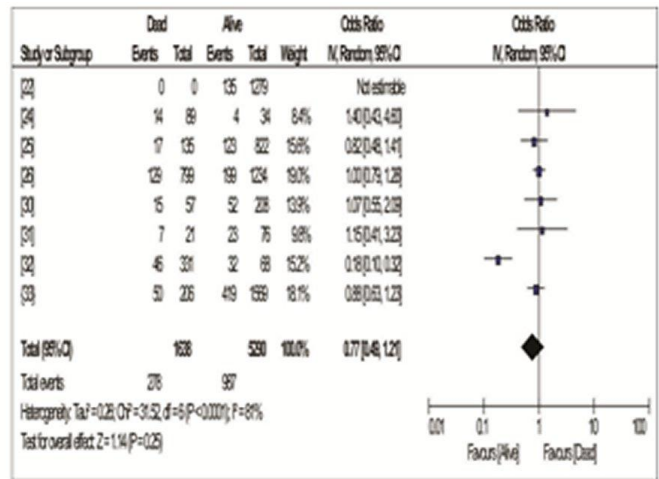 Dead Alive Odds Ratio Odds Ratio
Study or Subgroup Events Total Events Total Weight IV, Random, 95% CI IV, Random, 95% CI
[22] 0 0 135 1279 Not estimable
[24] 14 89 4 34 8.4% 1.40 [0.43, 4.60]
[25] 17 135 123 822 15.6% 0.82 [0.48, 1.41]
[26] 129 799 199 1234 19.0% 1.00 [0.79, 1.28]
[30] 15 57 52 208 13.9% 1.07 [0.55, 2.09]
[31] 7 21 23 76 9.8% 1.15 [0.41, 3.23]
[32] 46 331 32 68 15.2% 0.18 [0.10, 0.32]
[33] 50 206 419 1569 18.1% 0.88 [0.63, 1.23]
Total (95% CI) 1638 5290 100.0% 0.77 [0.49, 1.21]
Total events 278 987
Heterogeneity: Tau² = 0.28; Chi² = 31.52, df = 6 (P < 0.0001); I² = 81%
Test for overall effect: Z = 1.14 (P = 0.25)
0.01 0.1 1 10 100
Favours [Alive] Favours [Dead]